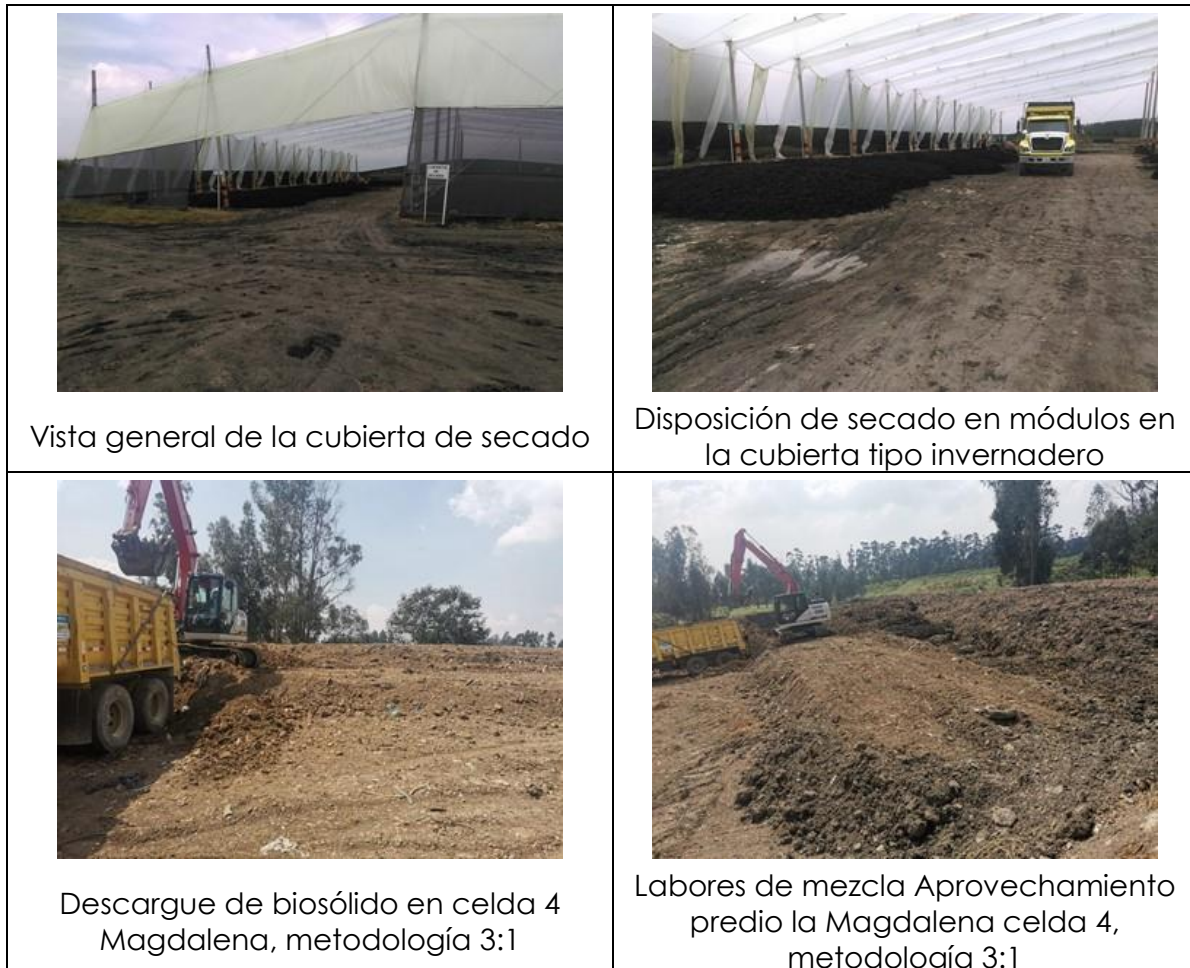 Vista general de la cubierta de secado
Disposición de secado en módulos en
la cubierta tipo invernadero
Descargue de biosólido en celda 4
Magdalena, metodología 3:1
Labores de mezcla Aprovechamiento
predio la Magdalena celda 4,
metodología 3:1